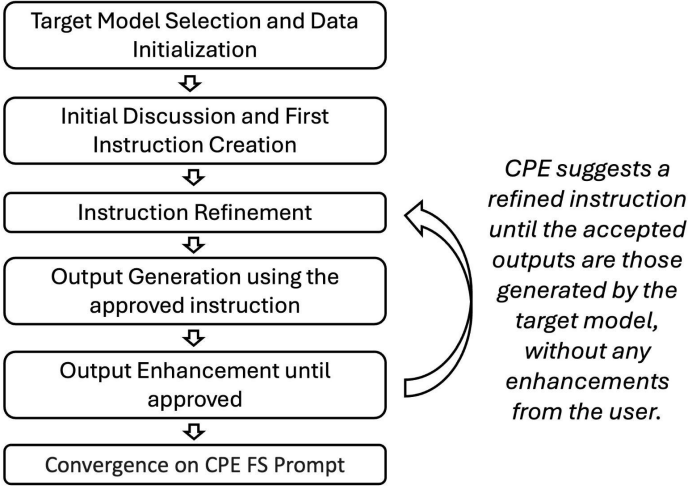 Target Model Selection and Data
Initialization
Initial Discussion and First
Instruction Creation
Instruction Refinement
Output Generation using the
approved instruction
Output Enhancement until
approved
Convergence on CPE FS Prompt
CPE suggests a
refined instruction
until the accepted
outputs are those
generated by the
target model,
without any
enhancements
from the user.